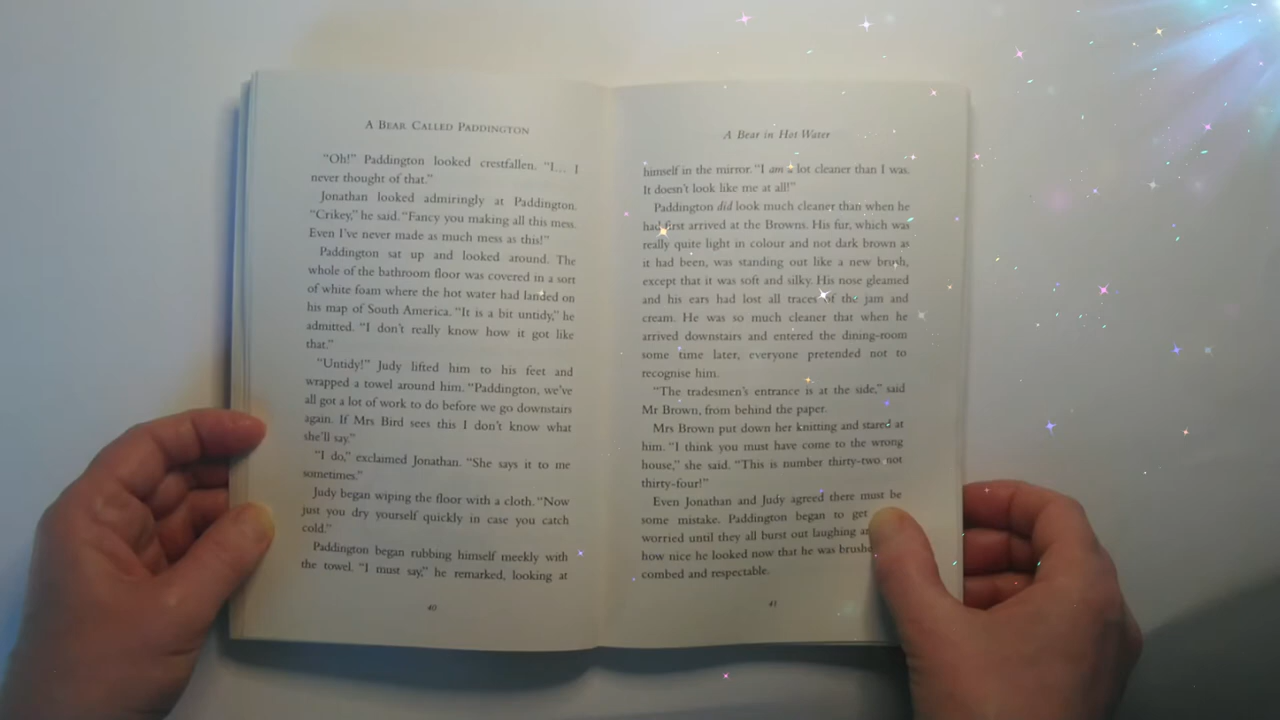 A BEAR CALLED PADDINGTON
“Oh!” Paddington looked crestfallen. “I… I
never thought of that.”
Jonathan looked admiringly at Paddington.
“Crikey,” he said. “Fancy you making all this mess.
Even I’ve never made as much mess as this!”
Paddington sat up and looked around. The
whole of the bathroom floor was covered in a sort
of white foam where the hot water had landed on
his map of South America. “It is a bit untidy,” he
admitted. “I don’t really know how it got like
that.”
“Untidy!” Judy lifted him to his feet and
wrapped a towel around him. “Paddington, we’ve
all got a lot of work to do before we go downstairs
again. If Mrs Bird sees this I don’t know what
she’ll say.”
“I do,” exclaimed Jonathan. “She says it to me
sometimes.”
Judy began wiping the floor with a cloth. “Now
just you dry yourself quickly in case you catch
cold.”
Paddington began rubbing himself meekly with
the towel. “I must say,” he remarked, looking at
40
A Bear in Hot Water
himself in the mirror. “I am a lot cleaner than I was.
It doesn’t look like me at all!”
Paddington did look much cleaner than when he
had first arrived at the Browns. His fur, which was
really quite light in colour and not dark brown as
it had been, was standing out like a new brush,
except that it was soft and silky. His nose gleamed
and his ears had lost all traces of the jam and
cream. He was so much cleaner that when he
arrived downstairs and entered the dining-room
some time later, everyone pretended not to
recognise him.
“The tradesmen’s entrance is at the side,” said
Mr Brown, from behind the paper.
Mrs Brown put down her knitting and stared at
him. “I think you must have come to the wrong
house,” she said. “This is number thirty-two not
thirty-four!”
Even Jonathan and Judy agreed there must be
some mistake. Paddington began to get
worried until they all burst out laughing
how nice he looked now that he was
combed and respectable.
41